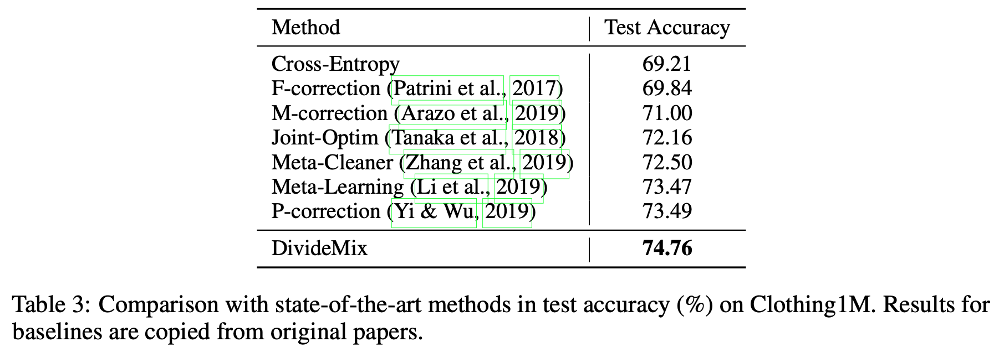 Method Test Accuracy
Cross-Entropy 69.21
F-correction (Patrini et al., 2017) 69.84
M-correction (Arazo et al., 2019) 71.00
Joint-Optim (Tanaka et al., 2018) 72.16
Meta-Cleaner (Zhang et al., 2019) 72.50
Meta-Learning (Li et al., 2019) 73.47
P-correction (Yi & Wu, 2019) 73.49
DivideMix 74.76
Table 3: Comparison with state-of-the-art methods in test accuracy (%) on Clothing1M. Results for
baselines are copied from original papers.